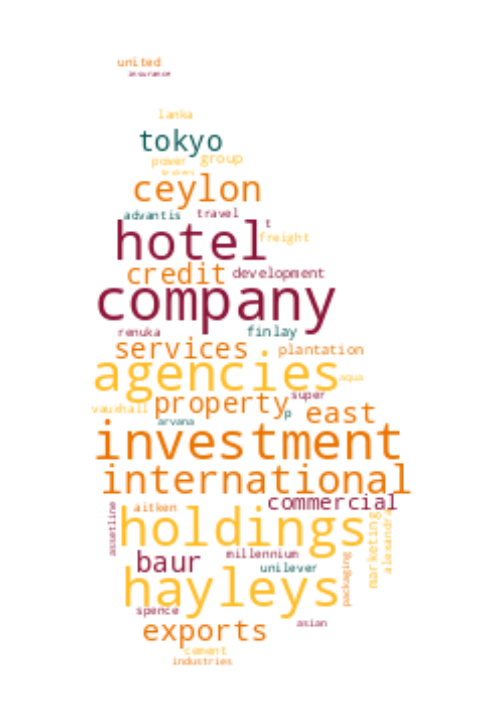 united
insurance
lanka
tokyo
power group
brokers
ceylon
advantis travel
t
hotel
freight
credit development
company
renuka finlay
services plantation
agencies
aqua
super
vauxhall property p east
arvana
investment
international
commercial
assetline
aitken
holdings
marketing
alexandra
baur millennium
unilever
packaging
hayleys
spence
asian
exports
cement
industries